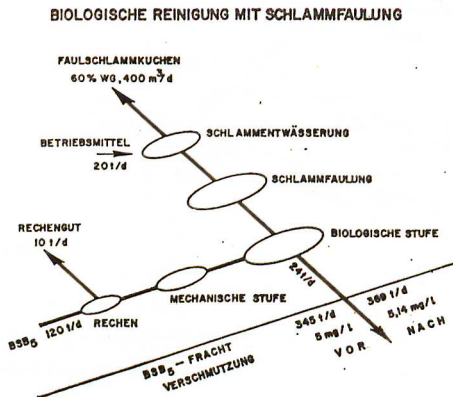 BIOLOGISCHE REINIGUNG MIT SCHLAMMFAULUNG
FAULSCHLAMMKUCHEN
60% WG, 400 m³/d
BETRIEBSMITTEL
20 t/d
SCHLAMMENTWÄSSERUNG
SCHLAMMFAULUNG
RECHENGUT
10 t/d
BIOLOGISCHE STUFE
24 t/d
MECHANISCHE STUFE
RECHEN
BSB₅ 120 t/d
345 t/d
5 mg/l
VOR
369 t/d
5,14 mg/l
NACH
BSB₅ - FRACHT
VERSCHMUTZUNG